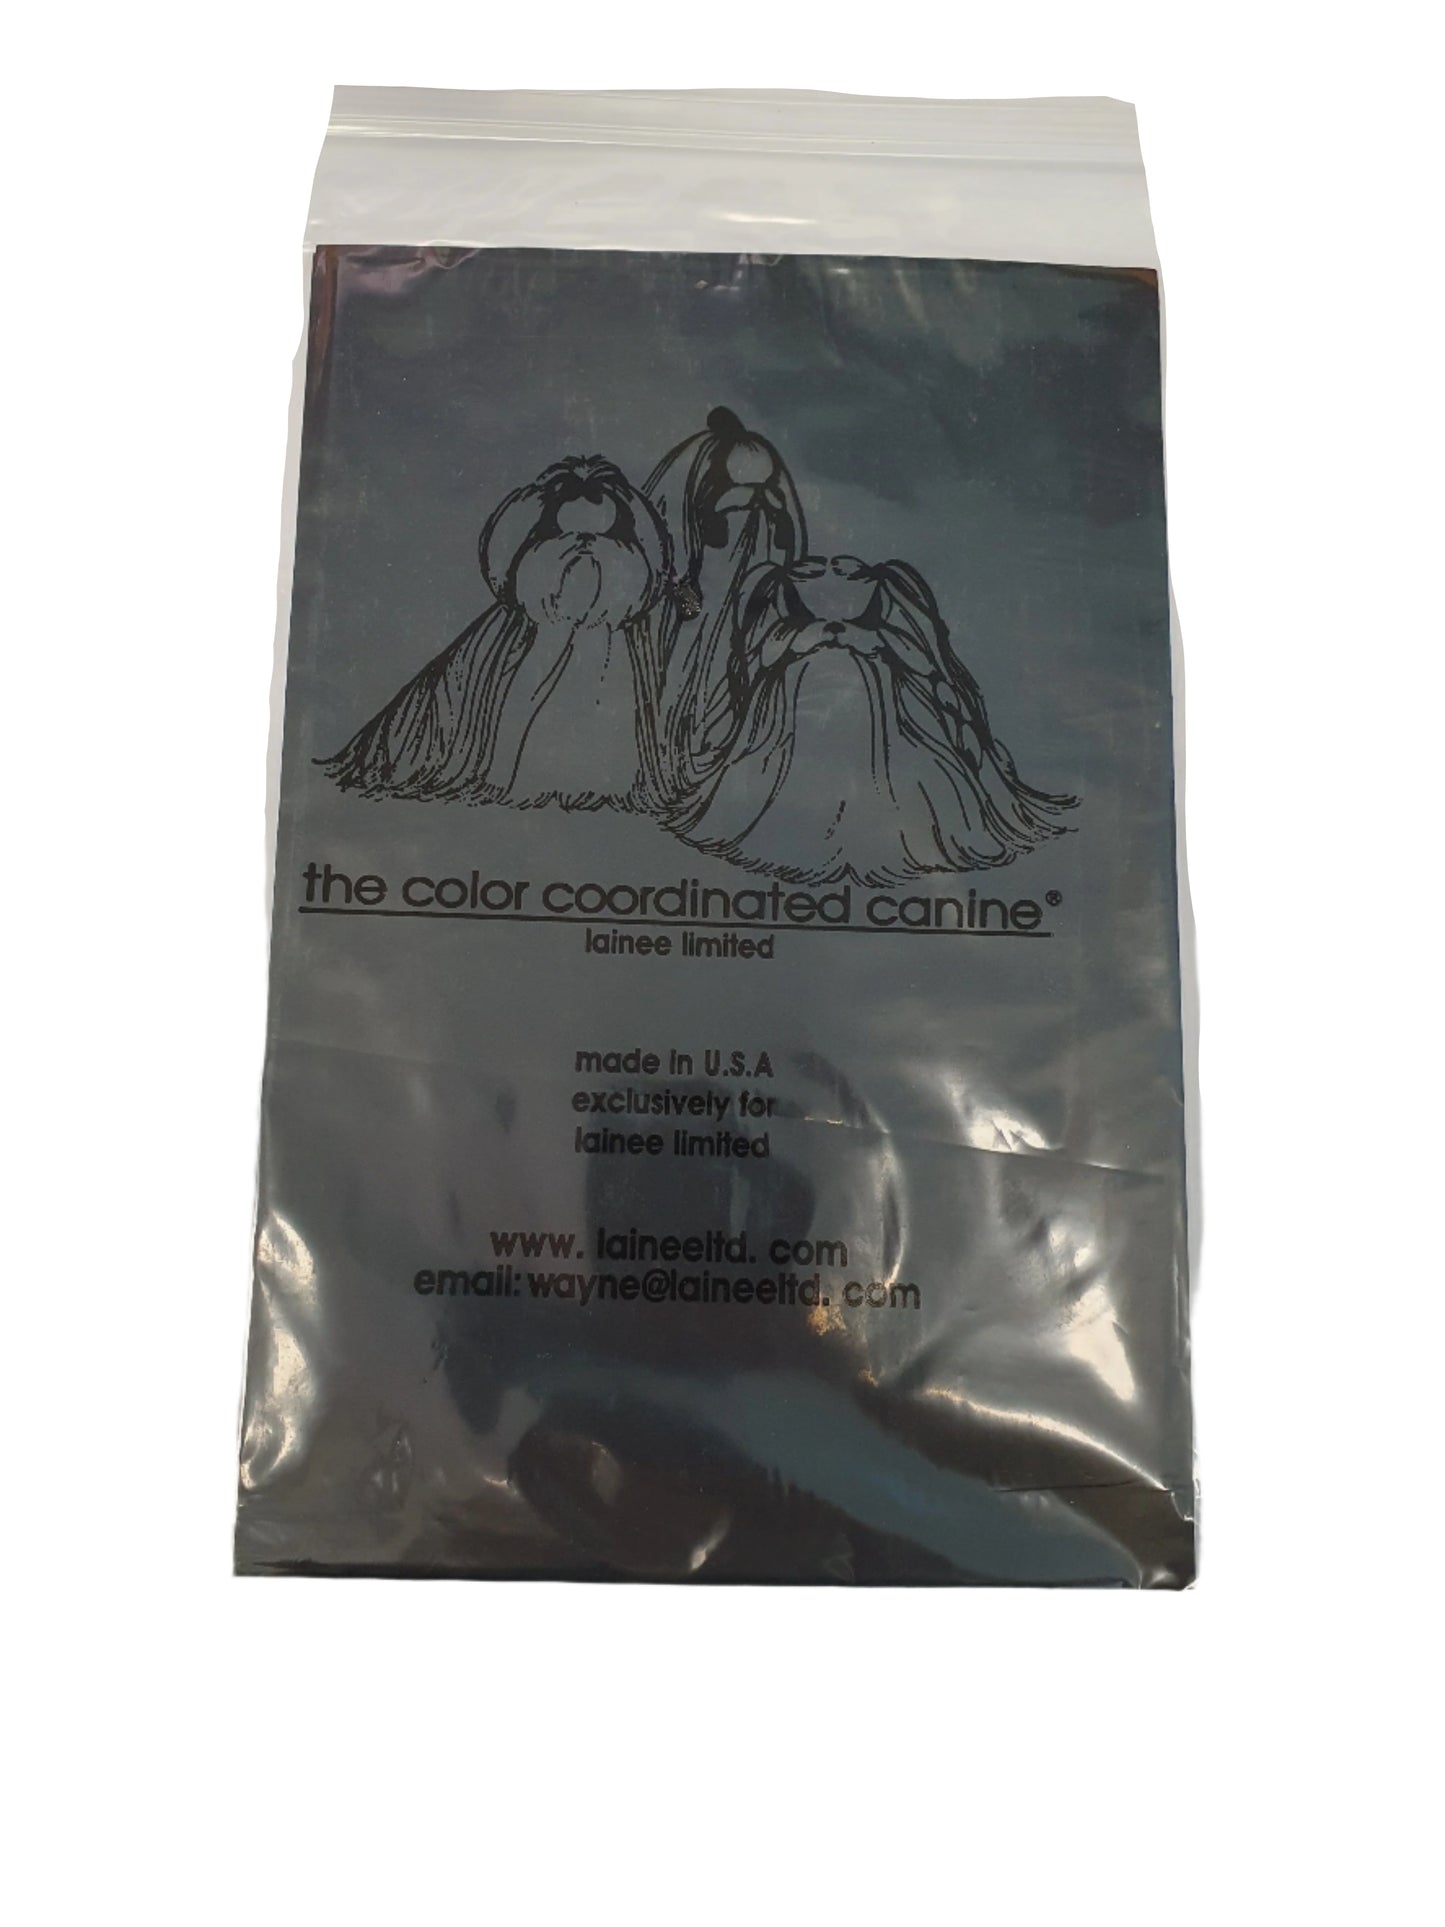 the color coordinated canine®
lainee limited
made in U.S.A
exclusively for
lainee limited
www. laineeltd. com
email: wayne@laineeltd. com